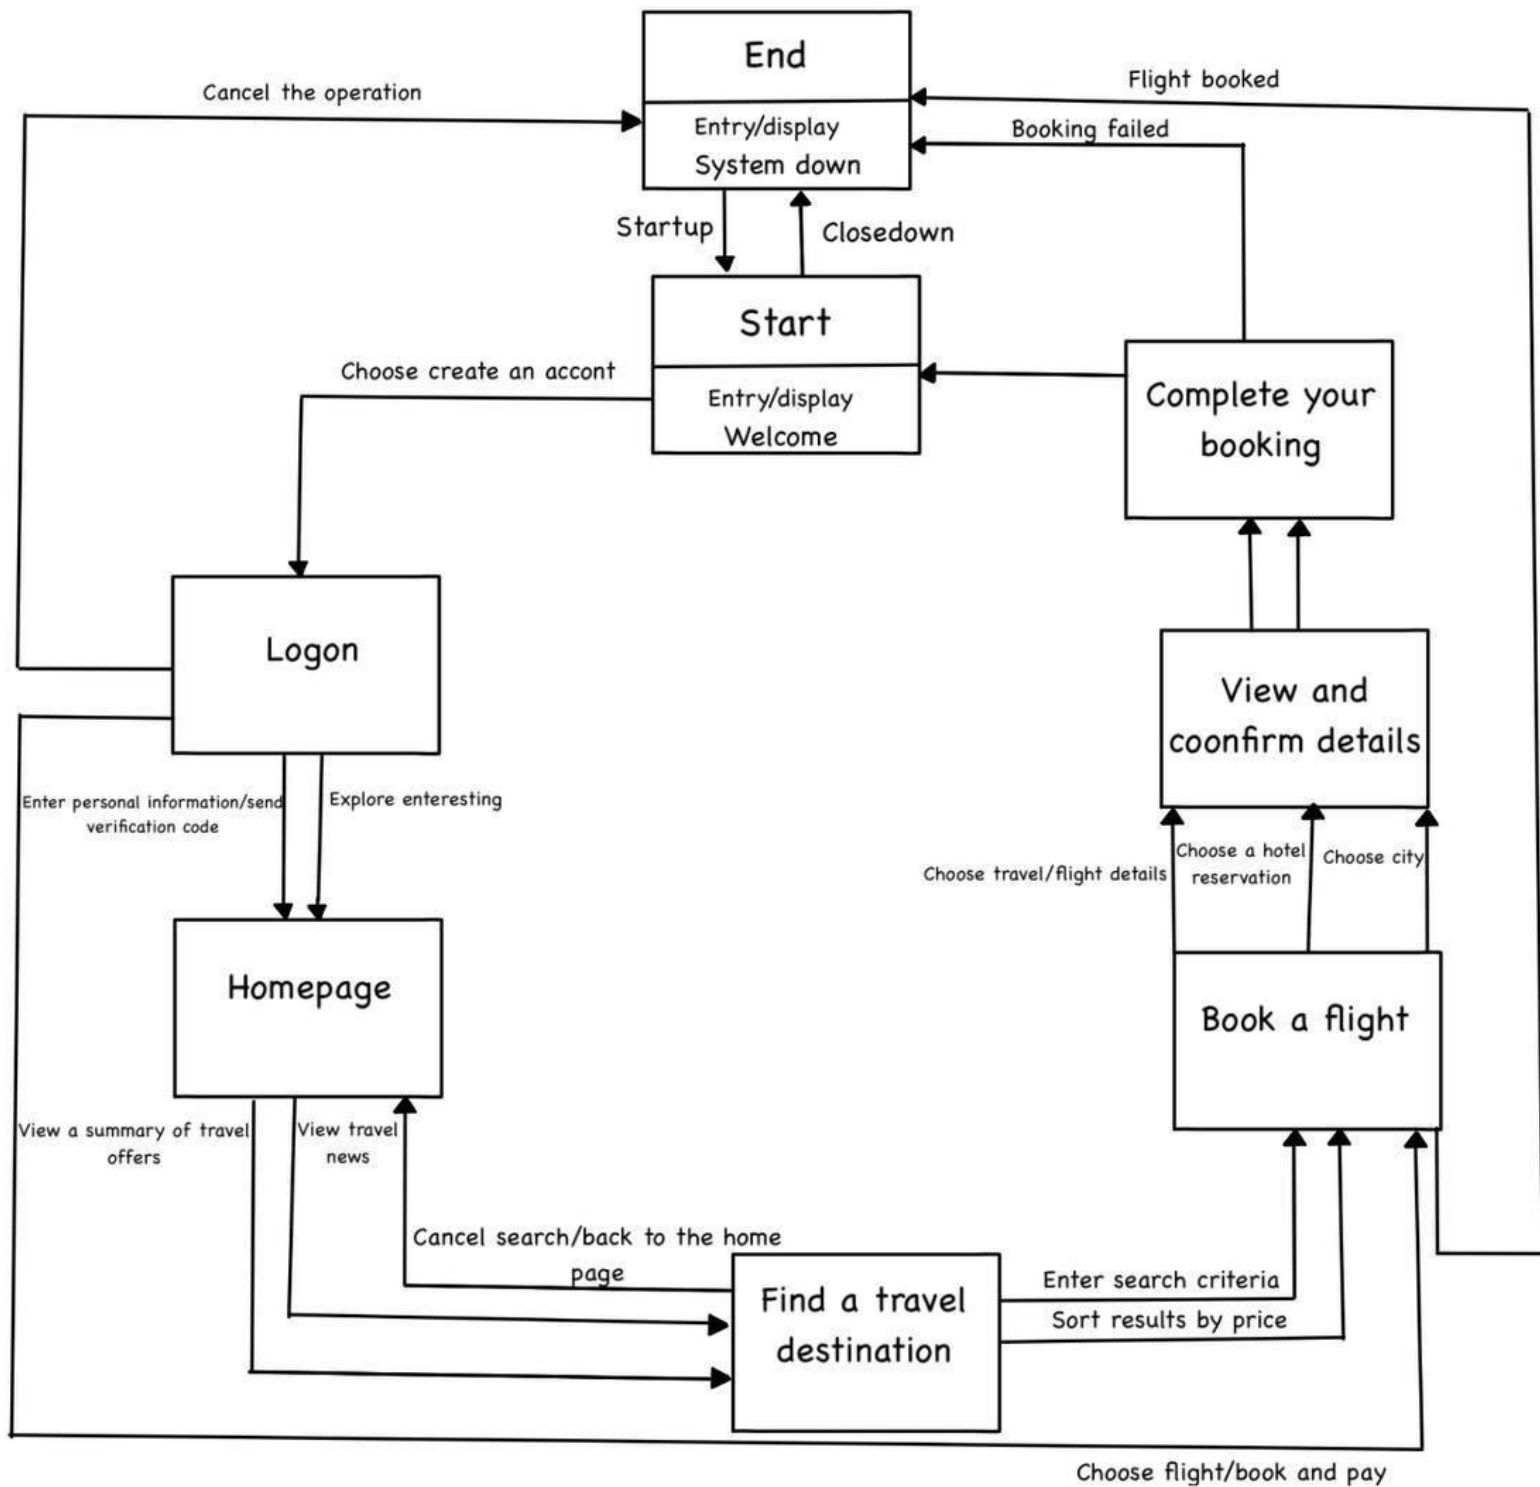 End
Cancel the operation
Flight booked
Entry/display
System down
Booking failed
Startup
Closedown
Start
Choose create an accont
Entry/display
Welcome
Complete your
booking
Logon
View and
coonfirm details
Enter personal information/send
verification code
Explore enteresting
Choose travel/flight details
Choose a hotel
reservation
Choose city
Homepage
Book a flight
View a summary of travel
offers
View travel
news
Cancel search/back to the home
page
Find a travel
destination
Enter search criteria
Sort results by price
Choose flight/book and pay